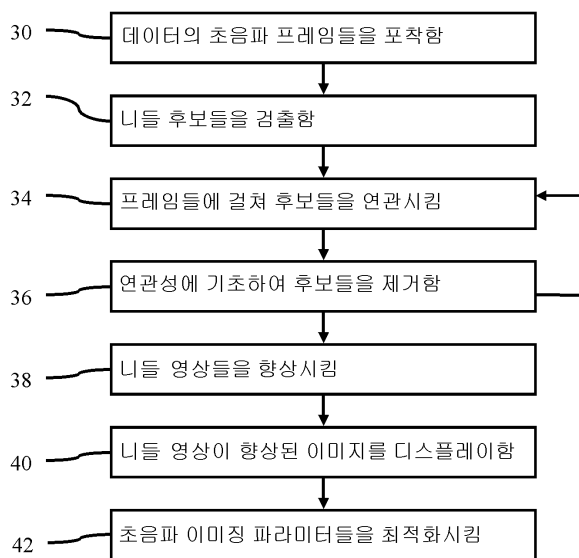 30 데이터의 초음파 프레임들을 포착함
32 니들 후보들을 검출함
34 프레임들에 걸쳐 후보들을 연관시킴
36 연관성에 기초하여 후보들을 제거함
38 니들 영상들을 향상시킴
40 니들 영상이 향상된 이미지를 디스플레이함
42 초음파 이미징 파라미터들을 최적화시킴